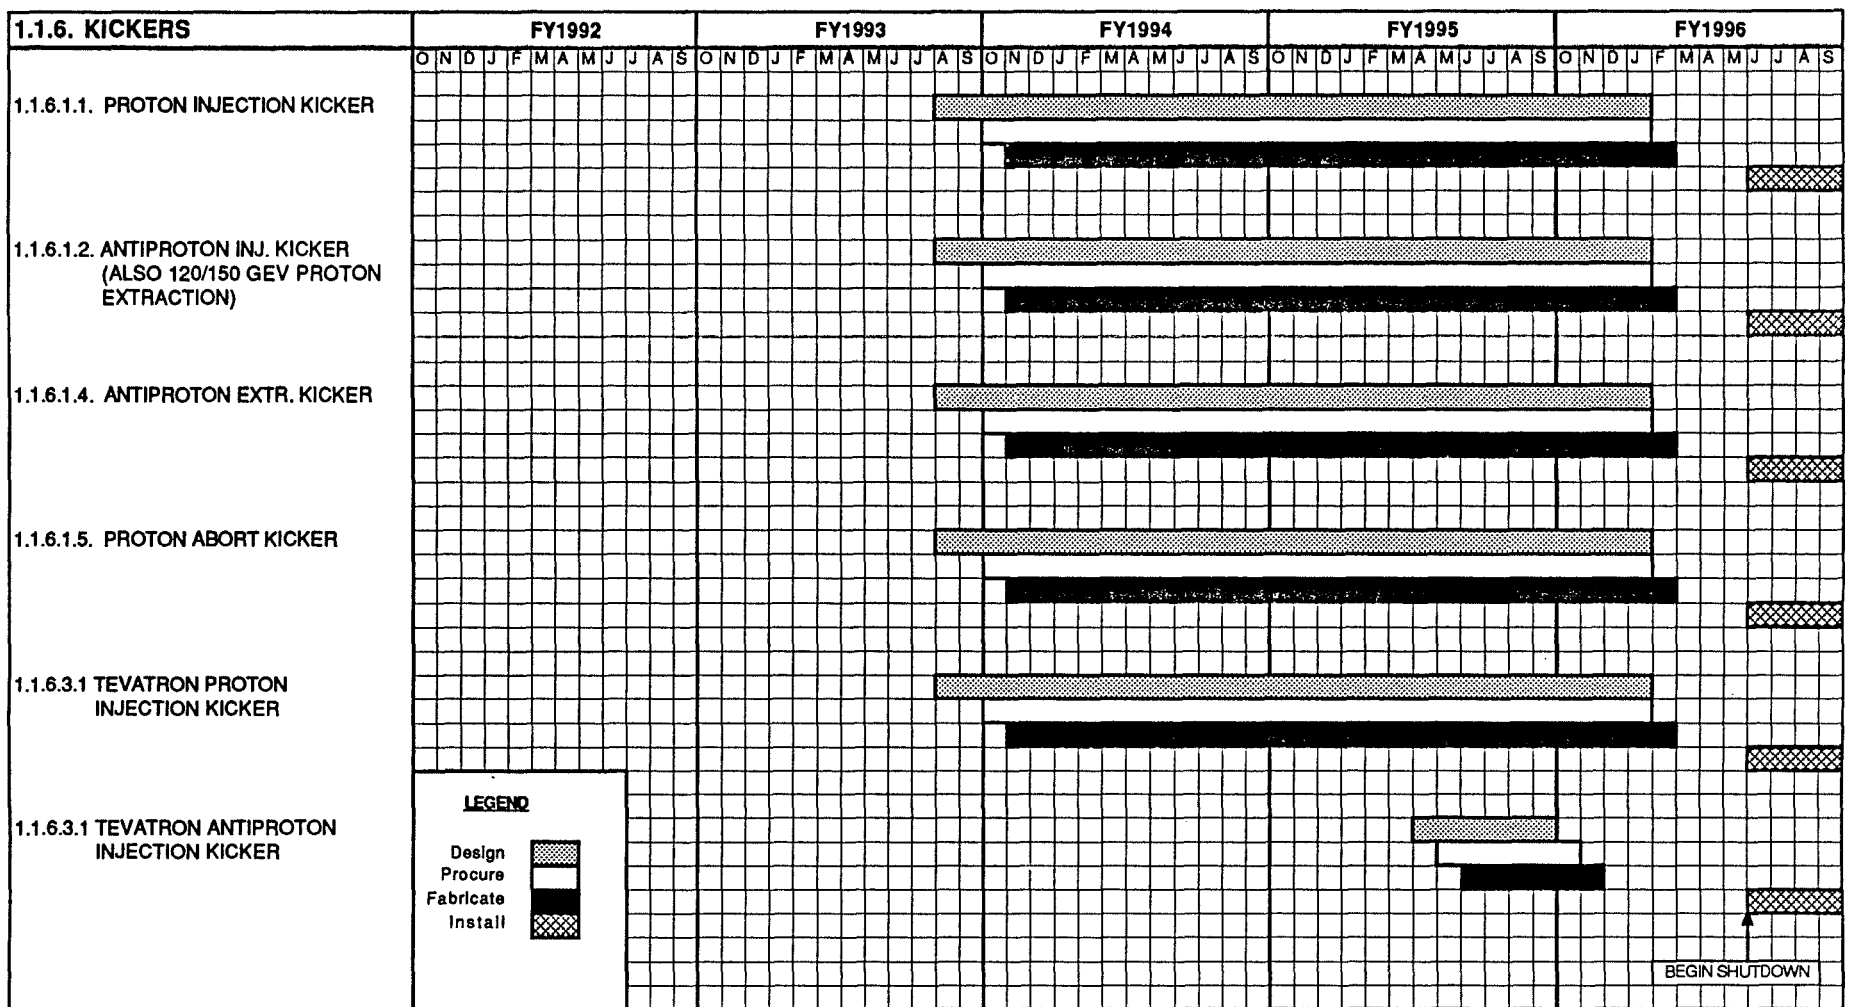 1.1.6. KICKERS FY1992 FY1993 FY1994 FY1995 FY1996
O N D J F M A M J J A S O N D J F M A M J J A S O N D J F M A M J J A S O N D J F M A M J J A S O N D J F M A M J J A S
1.1.6.1.1. PROTON INJECTION KICKER
1.1.6.1.2. ANTIPROTON INJ. KICKER
(ALSO 120/150 GEV PROTON
EXTRACTION)
1.1.6.1.4. ANTIPROTON EXTR. KICKER
1.1.6.1.5. PROTON ABORT KICKER
1.1.6.3.1 TEVATRON PROTON
INJECTION KICKER
LEGEND
1.1.6.3.1 TEVATRON ANTIPROTON
INJECTION KICKER
Design
Procure
Fabricate
Install
BEGIN SHUTDOWN